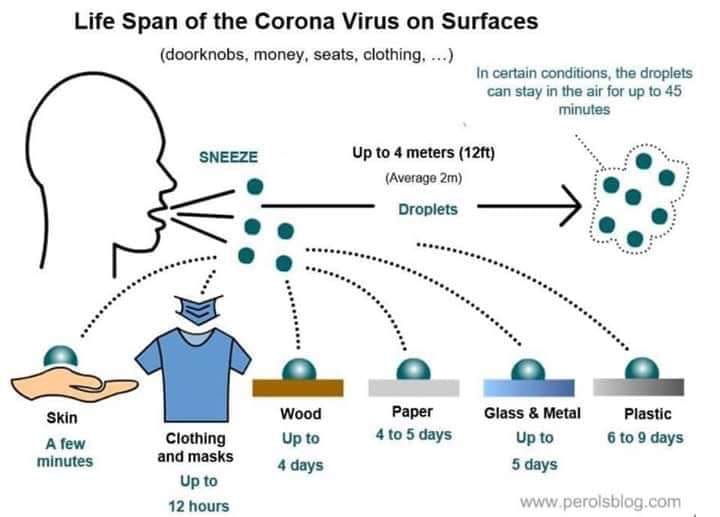 Life Span of the Corona Virus on Surfaces
(doorknobs, money, seats, clothing, ...)
In certain conditions, the droplets
can stay in the air for up to 45
minutes
SNEEZE
Up to 4 meters (12ft)
(Average 2m)
Droplets
Skin
A few
minutes
Clothing
and masks
Up to
12 hours
Wood
Up to
4 days
Paper
4 to 5 days
Glass & Metal
Up to
5 days
Plastic
6 to 9 days
www.perolsblog.com